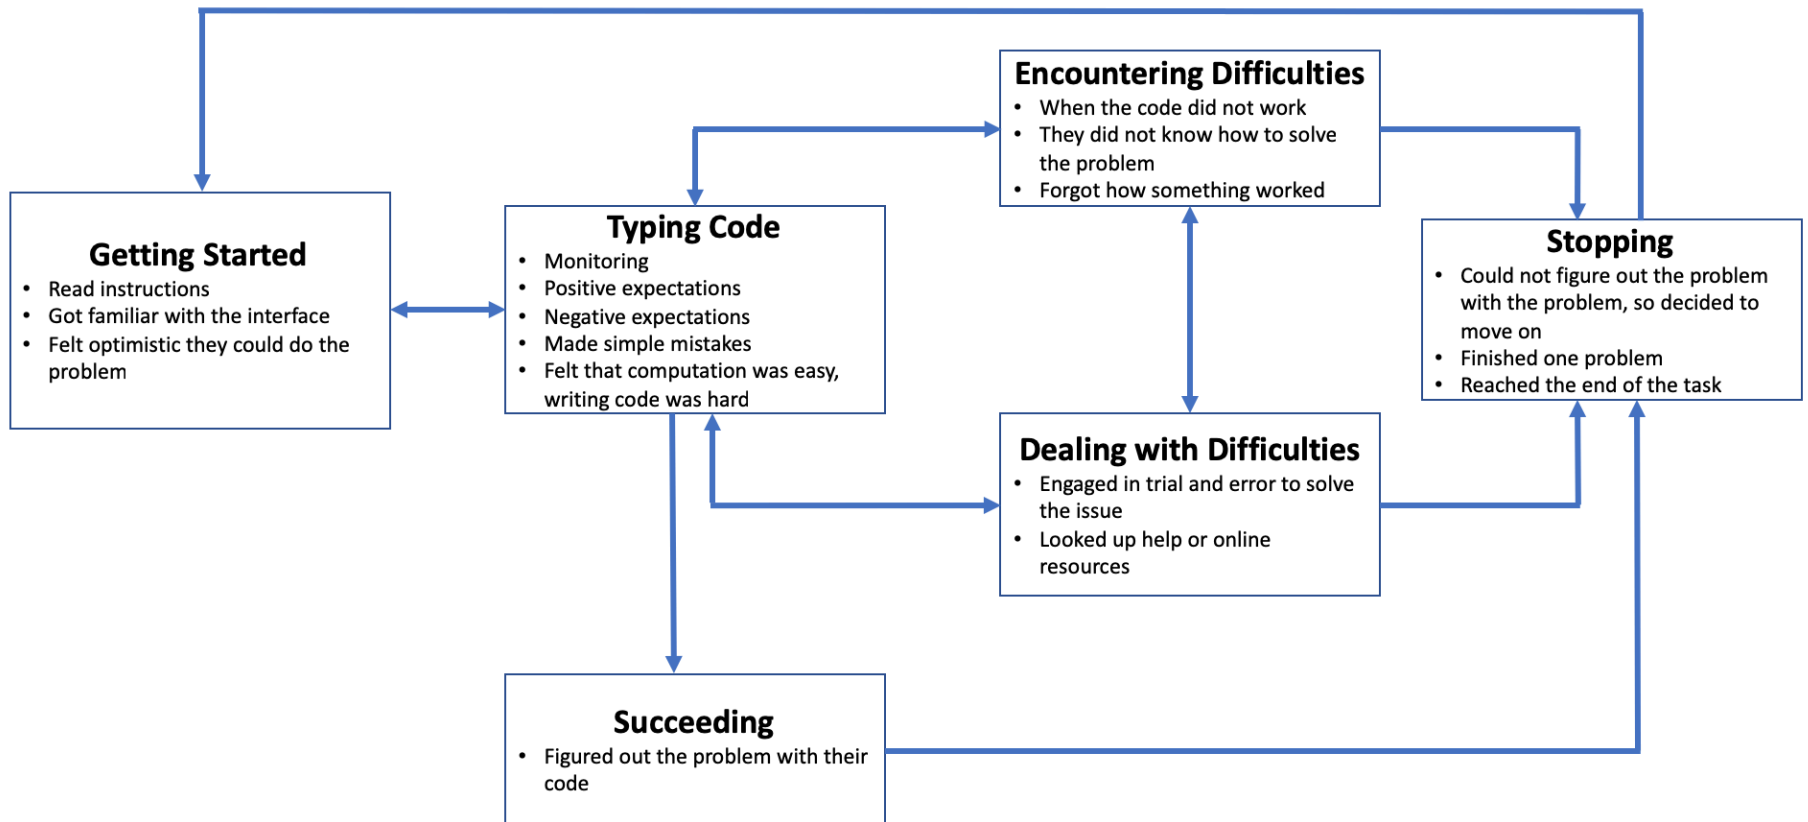 Getting Started
• Read instructions
• Got familiar with the interface
• Felt optimistic they could do the
problem
Typing Code
• Monitoring
• Positive expectations
• Negative expectations
• Made simple mistakes
• Felt that computation was easy,
writing code was hard
Encountering Difficulties
• When the code did not work
• They did not know how to solve
the problem
• Forgot how something worked
Dealing with Difficulties
• Engaged in trial and error to solve
the issue
• Looked up help or online
resources
Stopping
• Could not figure out the problem
with the problem, so decided to
move on
• Finished one problem
• Reached the end of the task
Succeeding
• Figured out the problem with their
code